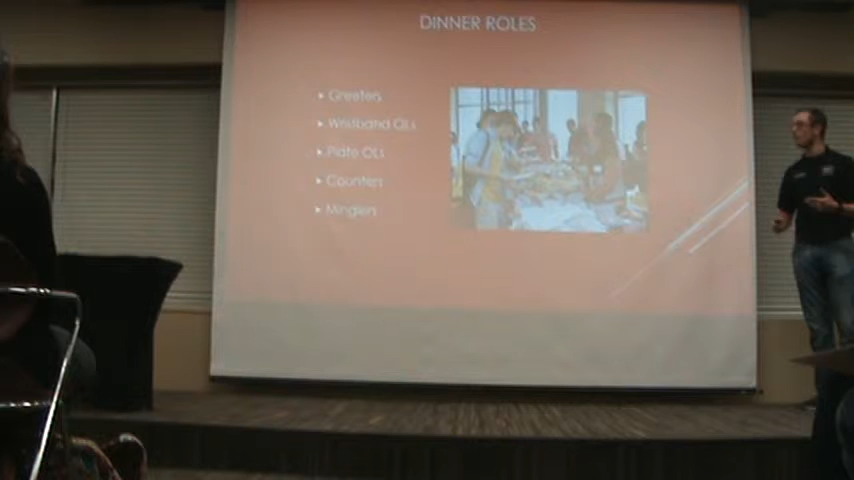 DINNER ROLES
Greeters
Wristband OLs
Plate OLs
Counters
Minglers